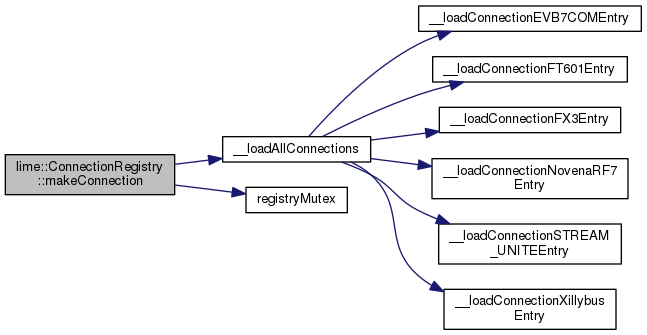 lime::ConnectionRegistry
::makeConnection
__loadAllConnections
registryMutex
__loadConnectionEVB7COMEntry
__loadConnectionFT601Entry
__loadConnectionFX3Entry
__loadConnectionNovenaRF7
Entry
__loadConnectionSTREAM
_UNITEEntry
__loadConnectionXillybus
Entry